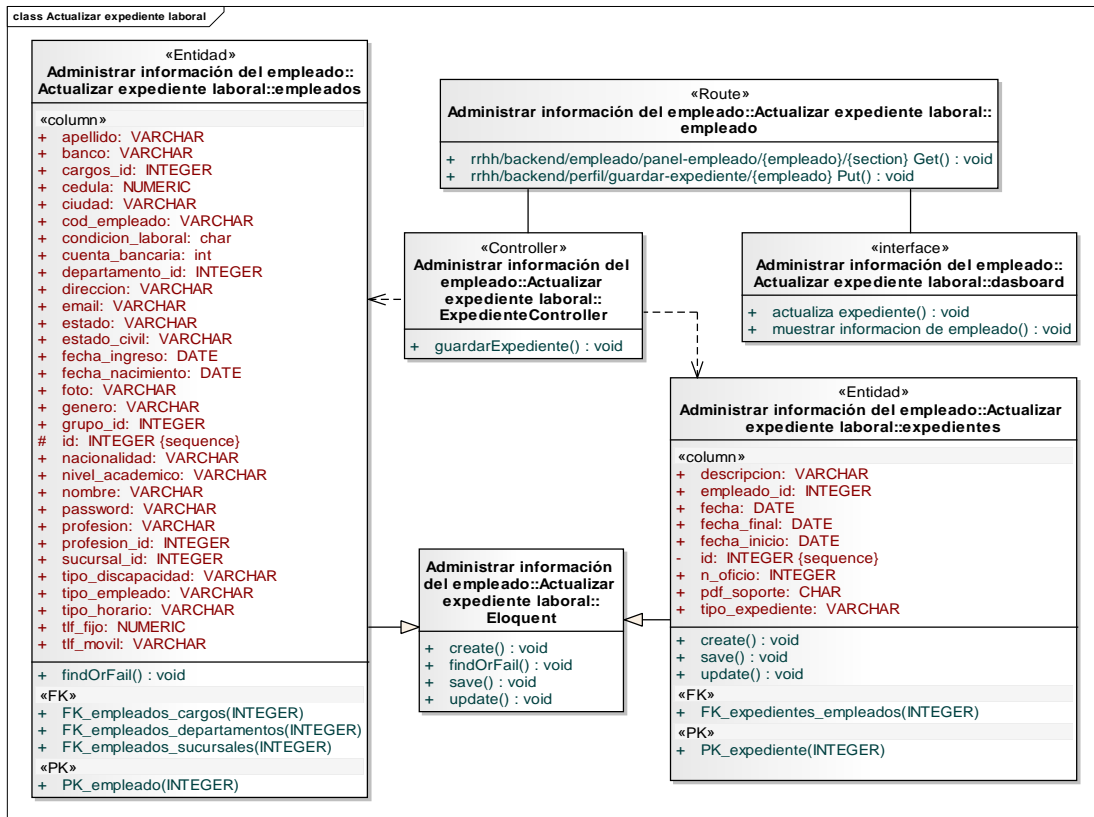 class Actualizar expediente laboral
«Entidad»
Administrar información del empleado::
Actualizar expediente laboral::empleados
«column»
+ apellido: VARCHAR
+ banco: VARCHAR
+ cargos_id: INTEGER
+ cedula: NUMERIC
+ ciudad: VARCHAR
+ cod_empleado: VARCHAR
+ condicion_laboral: char
+ cuenta_bancaria: int
+ departamento_id: INTEGER
+ direccion: VARCHAR
+ email: VARCHAR
+ estado: VARCHAR
+ estado_civil: VARCHAR
+ fecha_ingreso: DATE
+ fecha_nacimiento: DATE
+ foto: VARCHAR
+ genero: VARCHAR
+ grupo_id: INTEGER
# id: INTEGER {sequence}
+ nacionalidad: VARCHAR
+ nivel_academico: VARCHAR
+ nombre: VARCHAR
+ password: VARCHAR
+ profesion: VARCHAR
+ profesion_id: INTEGER
+ sucursal_id: INTEGER
+ tipo_discapacidad: VARCHAR
+ tipo_empleado: VARCHAR
+ tipo_horario: VARCHAR
+ tlf_fijo: NUMERIC
+ tlf_movil: VARCHAR
+ findOrFail() : void
«FK»
+ FK_empleados_cargos(INTEGER)
+ FK_empleados_departamentos(INTEGER)
+ FK_empleados_sucursales(INTEGER)
«PK»
+ PK_empleado(INTEGER)
«Route»
Administrar información del empleado::Actualizar expediente laboral::
empleado
+ rrhh/backend/empleado/panel-empleado/{empleado}/{section} Get() : void
+ rrhh/backend/perfil/guardar-expediente/{empleado} Put() : void
«Controller»
Administrar información del
empleado::Actualizar
expediente laboral::
ExpedienteController
+ guardarExpediente() : void
«interface»
Administrar información del empleado::
Actualizar expediente laboral::dasboard
+ actualiza expediente() : void
+ muestrar informacion de empleado() : void
«Entidad»
Administrar información del empleado::Actualizar
expediente laboral::expedientes
«column»
+ descripcion: VARCHAR
+ empleado_id: INTEGER
+ fecha: DATE
+ fecha_final: DATE
+ fecha_inicio: DATE
- id: INTEGER {sequence}
+ n_oficio: INTEGER
+ pdf_soporte: CHAR
+ tipo_expediente: VARCHAR
+ create() : void
+ save() : void
+ update() : void
«FK»
+ FK_expedientes_empleados(INTEGER)
«PK»
+ PK_expediente(INTEGER)
Administrar información
del empleado::Actualizar
expediente laboral::
Eloquent
+ create() : void
+ findOrFail() : void
+ save() : void
+ update() : void